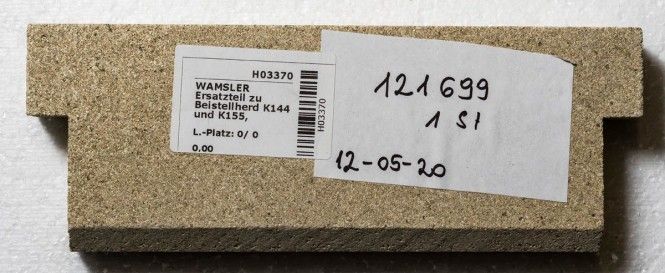 H03370
WAMSLER
Ersatzteil zu
Beistellherd K144
und K155,
L.-Platz: 0/ 0
0.00
H03370
121699
1 St
12-05-20